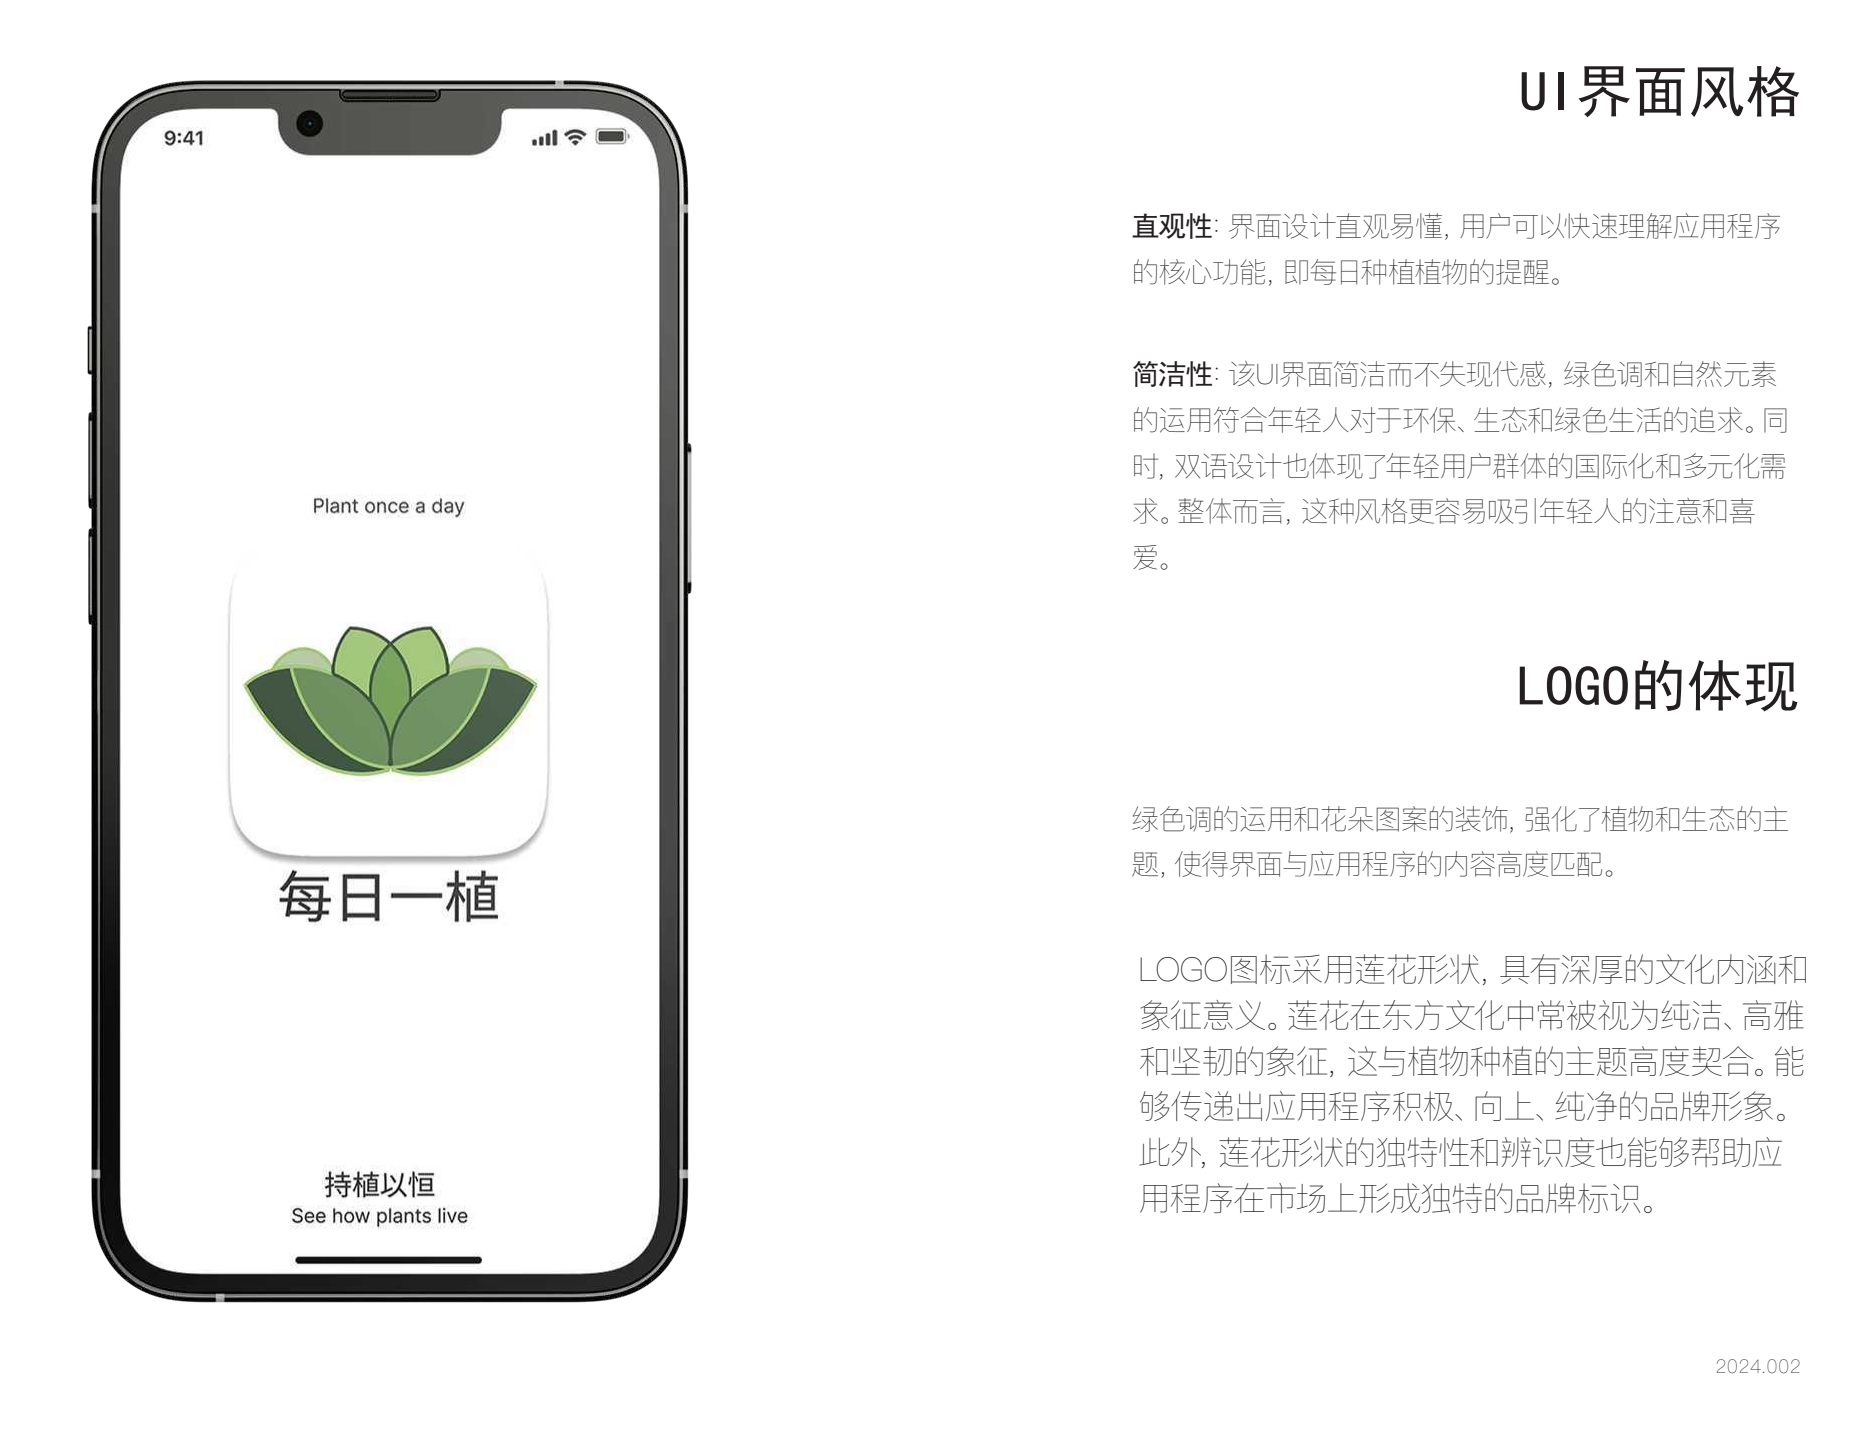 9:41
Plant once a day
每日一植
持植以恒
See how plants live
UI界面风格
直观性: 界面设计直观易懂, 用户可以快速理解应用程序
的核心功能, 即每日种植植物的提醒。
简洁性: 该UI界面简洁而不失现代感, 绿色调和自然元素
的运用符合年轻人对于环保、生态和绿色生活的追求。同
时, 双语设计也体现了年轻用户群体的国际化和多元化需
求。整体而言, 这种风格更容易吸引年轻人的注意和喜
爱。
LOGO的体现
绿色调的运用和花朵图案的装饰, 强化了植物和生态的主
题, 使得界面与应用程序的内容高度匹配。
LOGO图标采用莲花形状, 具有深厚的文化内涵和
象征意义。莲花在东方文化中常被视为纯洁、高雅
和坚韧的象征, 这与植物种植的主题高度契合。能
够传递出应用程序积极、向上、纯净的品牌形象。
此外, 莲花形状的独特性和辨识度也能够帮助应
用程序在市场上形成独特的品牌标识。
2024.002